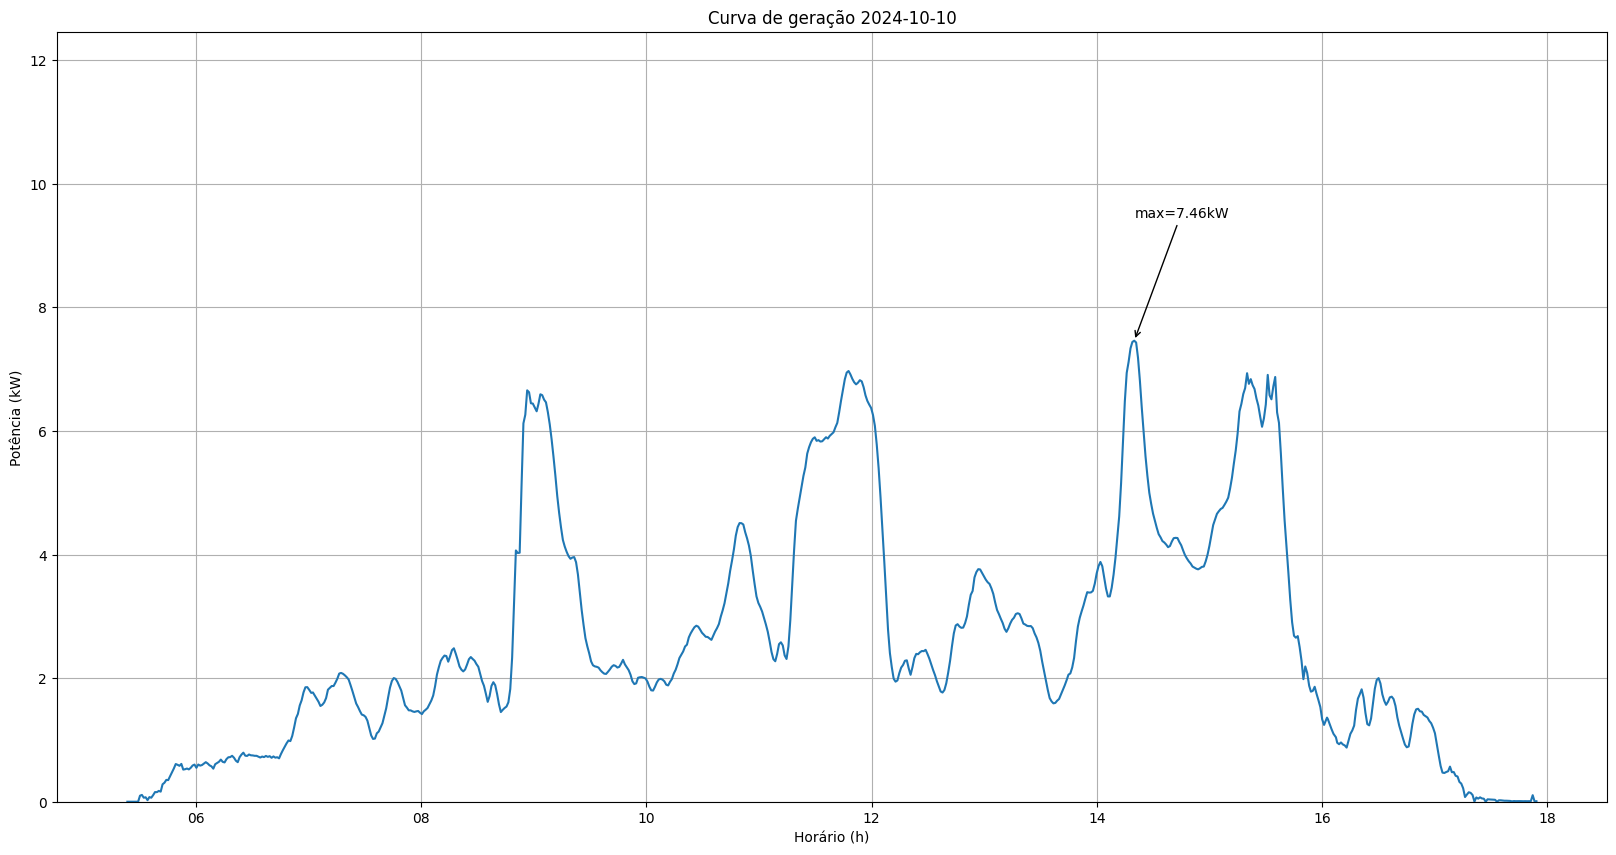 Curva de geração 2024-10-10
12
10
8
6
4
2
0
Potência (kW)
max=7.46kW
06 08 10 12 14 16 18
Horário (h)